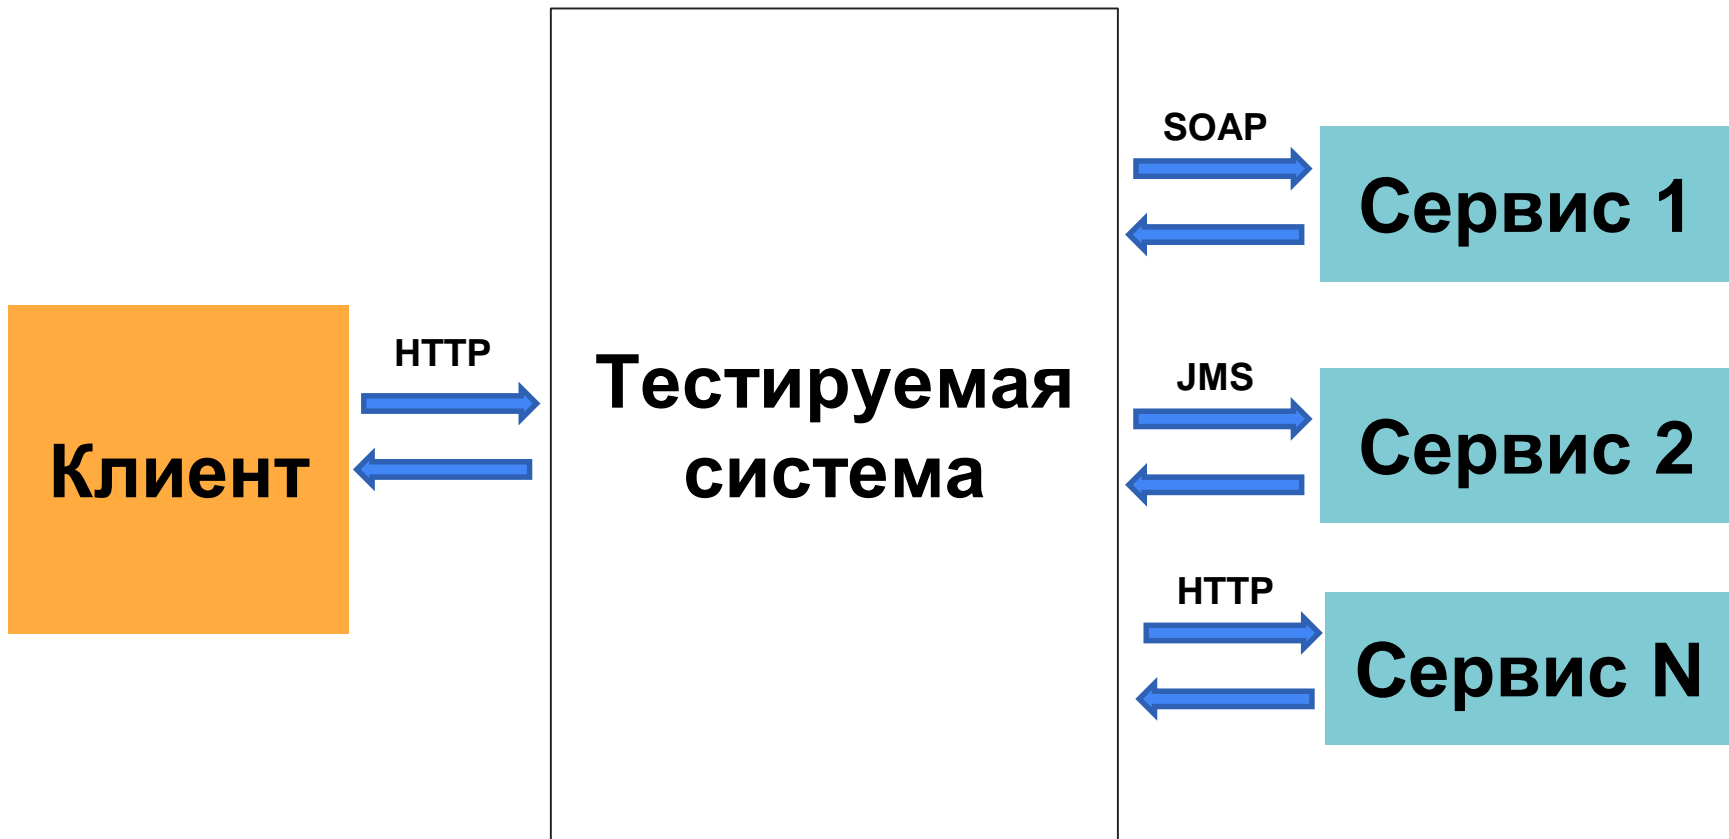 HTTP
Клиент
Тестируемая
система
SOAP
Сервис 1
JMS
Сервис 2
HTTP
Сервис N